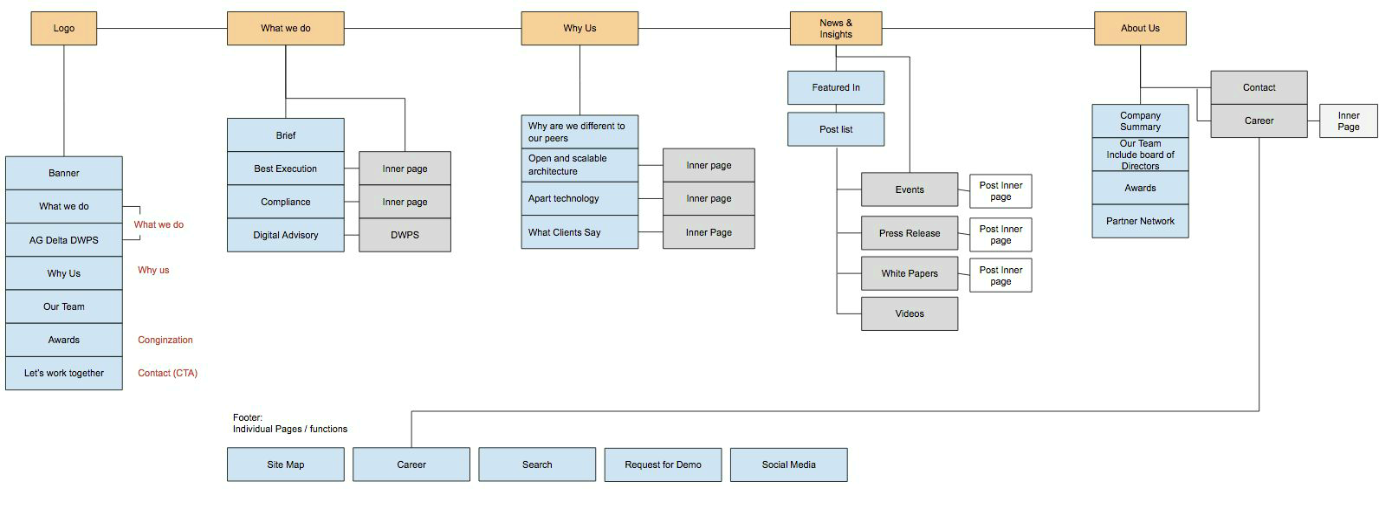 Logo
What we do
Why Us
News &
Insights
About Us
Banner
What we do
AG Delta DWPS
Why Us
Our Team
Awards
Let's work together
What we do
Why us
Conginzation
Contact (CTA)
Brief
Best Execution
Compliance
Digital Advisory
Inner page
Inner page
DWPS
Why are we different to
our peers
Open and scalable
architecture
Apart technology
What Clients Say
Inner page
Inner page
Inner Page
Featured In
Post list
Events
Press Release
White Papers
Videos
Post Inner
page
Post Inner
page
Post Inner
page
Company
Summary
Our Team
Include board of
Directors
Awards
Partner Network
Contact
Career
Inner
Page
Footer:
Individual Pages / functions
Site Map
Career
Search
Request for Demo
Social Media